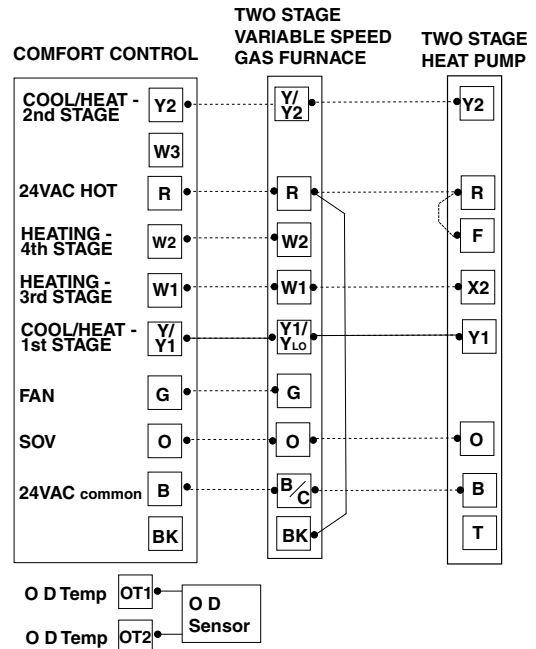 TWO STAGE
VARIABLE SPEED
GAS FURNACE
TWO STAGE
HEAT PUMP
COMFORT CONTROL
COOL/HEAT -
2nd STAGE
Y2
Y/
Y2
Y2
W3
24VAC HOT
R
R
R
HEATING -
4th STAGE
W2
W2
F
HEATING -
3rd STAGE
W1
W1
X2
COOL/HEAT -
1st STAGE
Y/
Y1
Y1/
YLO
Y1
FAN
G
G
SOV
O
O
O
24VAC common
B
B/C
B
BK
BK
T
O D Temp
OT1
O D
Sensor
O D Temp
OT2